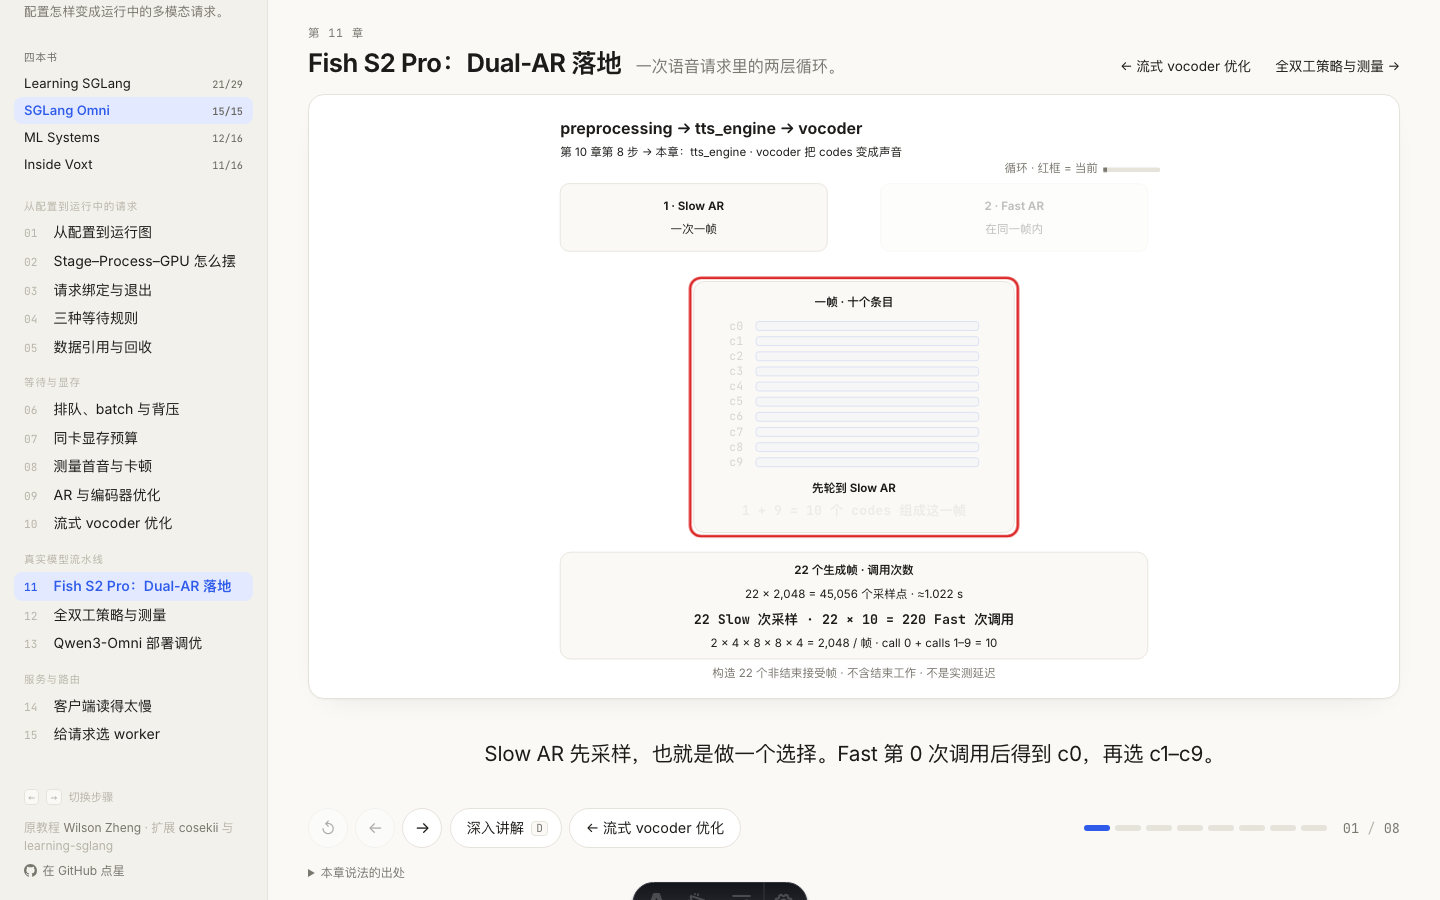 配置怎样变成运行中的多模态请求。
四本书
Learning SGLang 21/29
SGLang Omni 15/15
ML Systems 12/16
Inside Voxt 11/16
从配置到运行中的请求
01 从配置到运行图
02 Stage–Process–GPU 怎么摆
03 请求绑定与退出
04 三种等待规则
05 数据引用与回收
等待与显存
06 排队、batch 与背压
07 同卡显存预算
08 测量首音与卡顿
09 AR 与编码器优化
10 流式 vocoder 优化
真实模型流水线
11 Fish S2 Pro：Dual-AR 落地
12 全双工策略与测量
13 Qwen3-Omni 部署调优
服务与路由
14 客户端读得太慢
15 给请求选 worker
← → 切换步骤
原教程 Wilson Zheng · 扩展 cosekii 与
learning-sglang
在 GitHub 点星
第 11 章
Fish S2 Pro：Dual-AR 落地 一次语音请求里的两层循环。
← 流式 vocoder 优化 全双工策略与测量 →
preprocessing → tts_engine → vocoder
第 10 章第 8 步 → 本章：tts_engine · vocoder 把 codes 变成声音
循环 · 红框 = 当前
1 · Slow AR
一次一帧
2 · Fast AR
在同一帧内
一帧 · 十个条目
c0
c1
c2
c3
c4
c5
c6
c7
c8
c9
先轮到 Slow AR
1 + 9 = 10 个 codes 组成这一帧
22 个生成帧 · 调用次数
22 × 2,048 = 45,056 个采样点 · ≈1.022 s
22 Slow 次采样 · 22 × 10 = 220 Fast 次调用
2 × 4 × 8 × 8 × 4 = 2,048 / 帧 · call 0 + calls 1–9 = 10
构造 22 个非结束接受帧 · 不含结束工作 · 不是实测延迟
Slow AR 先采样，也就是做一个选择。Fast 第 0 次调用后得到 c0，再选 c1–c9。
← → 深入讲解 D ← 流式 vocoder 优化
01 / 08
本章说法的出处